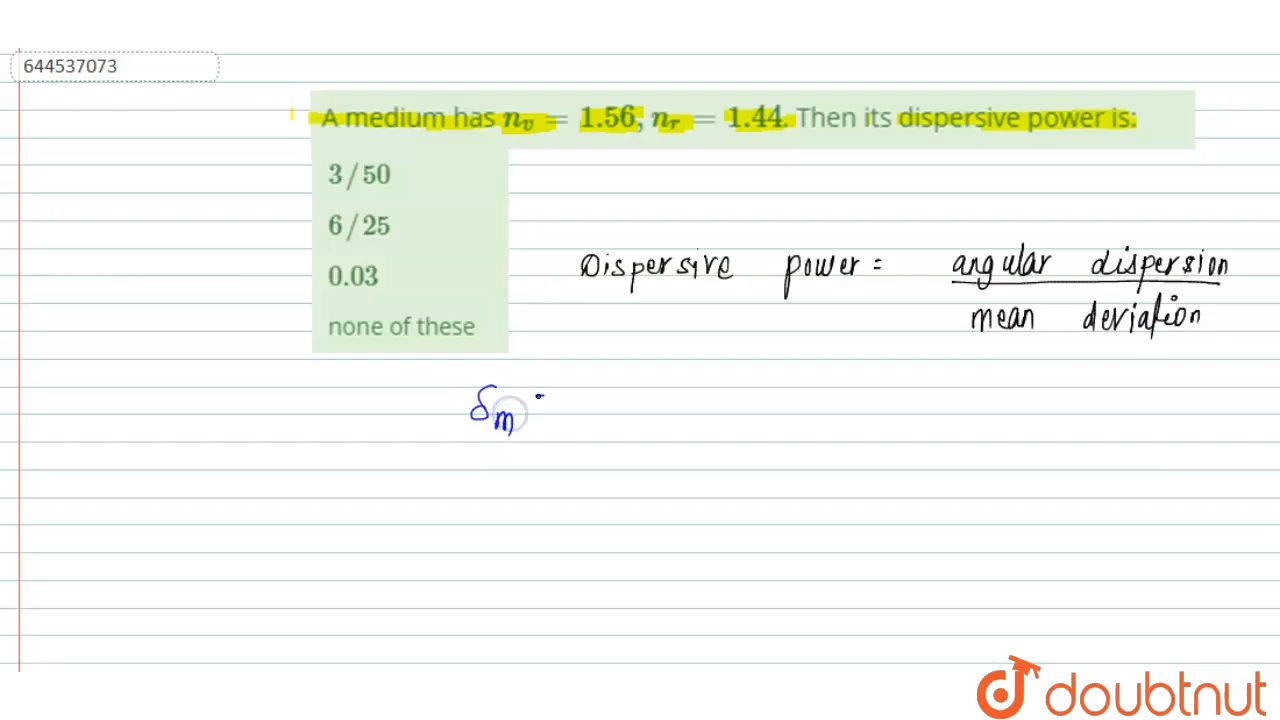 644537073
A medium has n_v = 1.56, n_r = 1.44. Then its dispersive power is:
3/50
6/25
0.03
none of these
Dispersive power = angular dispersion
mean deviation
δm
doubtnut